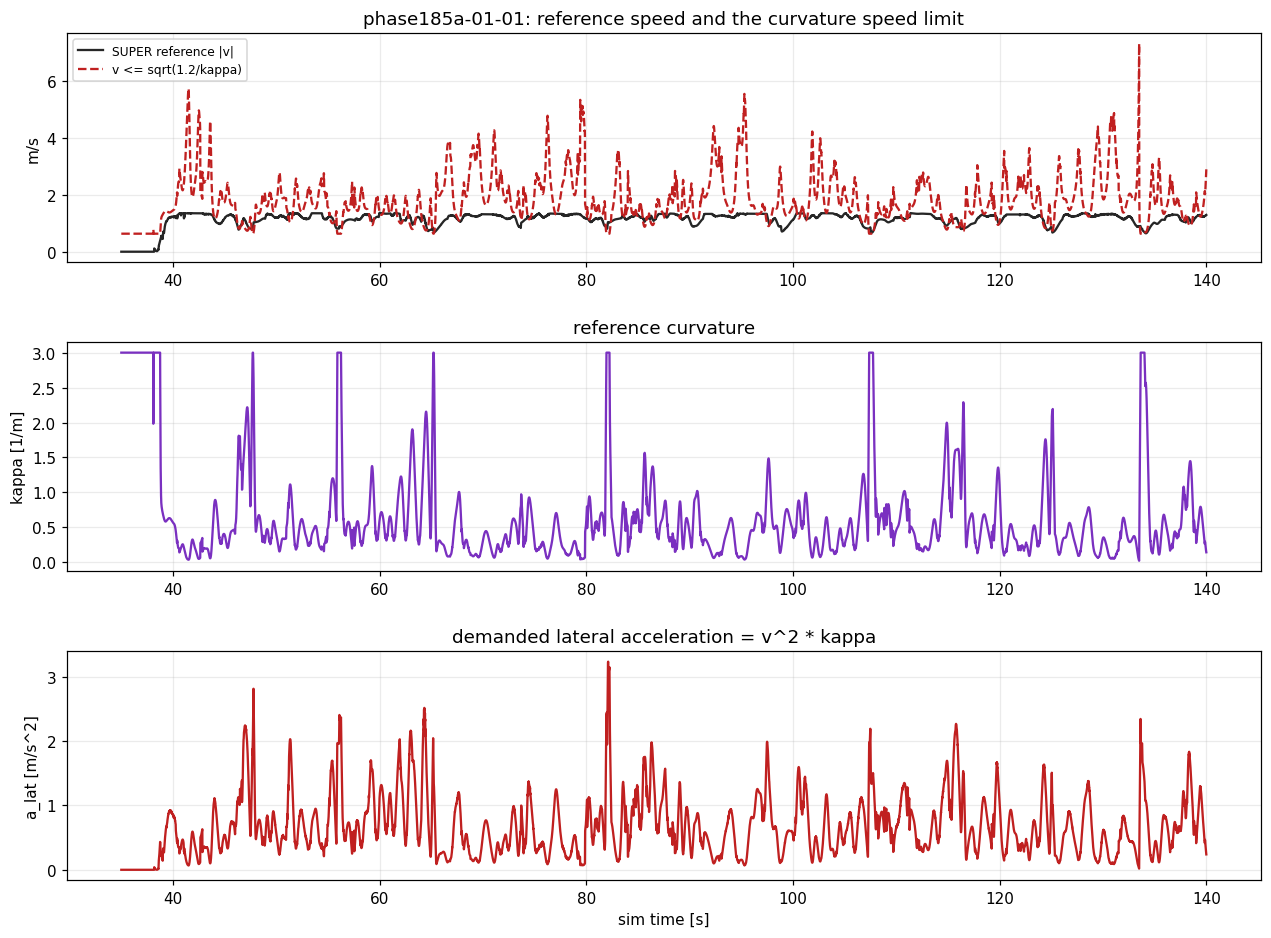 phase185a-01-01: reference speed and the curvature speed limit
SUPER reference |v|
v <= sqrt(1.2/kappa)
m/s
6
4
2
0
40 60 80 100 120 140
reference curvature
kappa [1/m]
3.0
2.5
2.0
1.5
1.0
0.5
0.0
40 60 80 100 120 140
demanded lateral acceleration = v^2 * kappa
a_lat [m/s^2]
3
2
1
0
40 60 80 100 120 140
sim time [s]